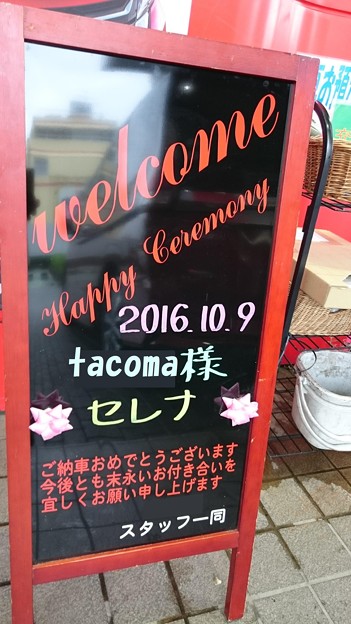 welcome
Happy Ceremony
2016.10.9
tacoma様
セレナ
ご納車おめでとうございます
今後とも末永いお付き合いを
宜しくお願い申し上げます
スタッフ一同